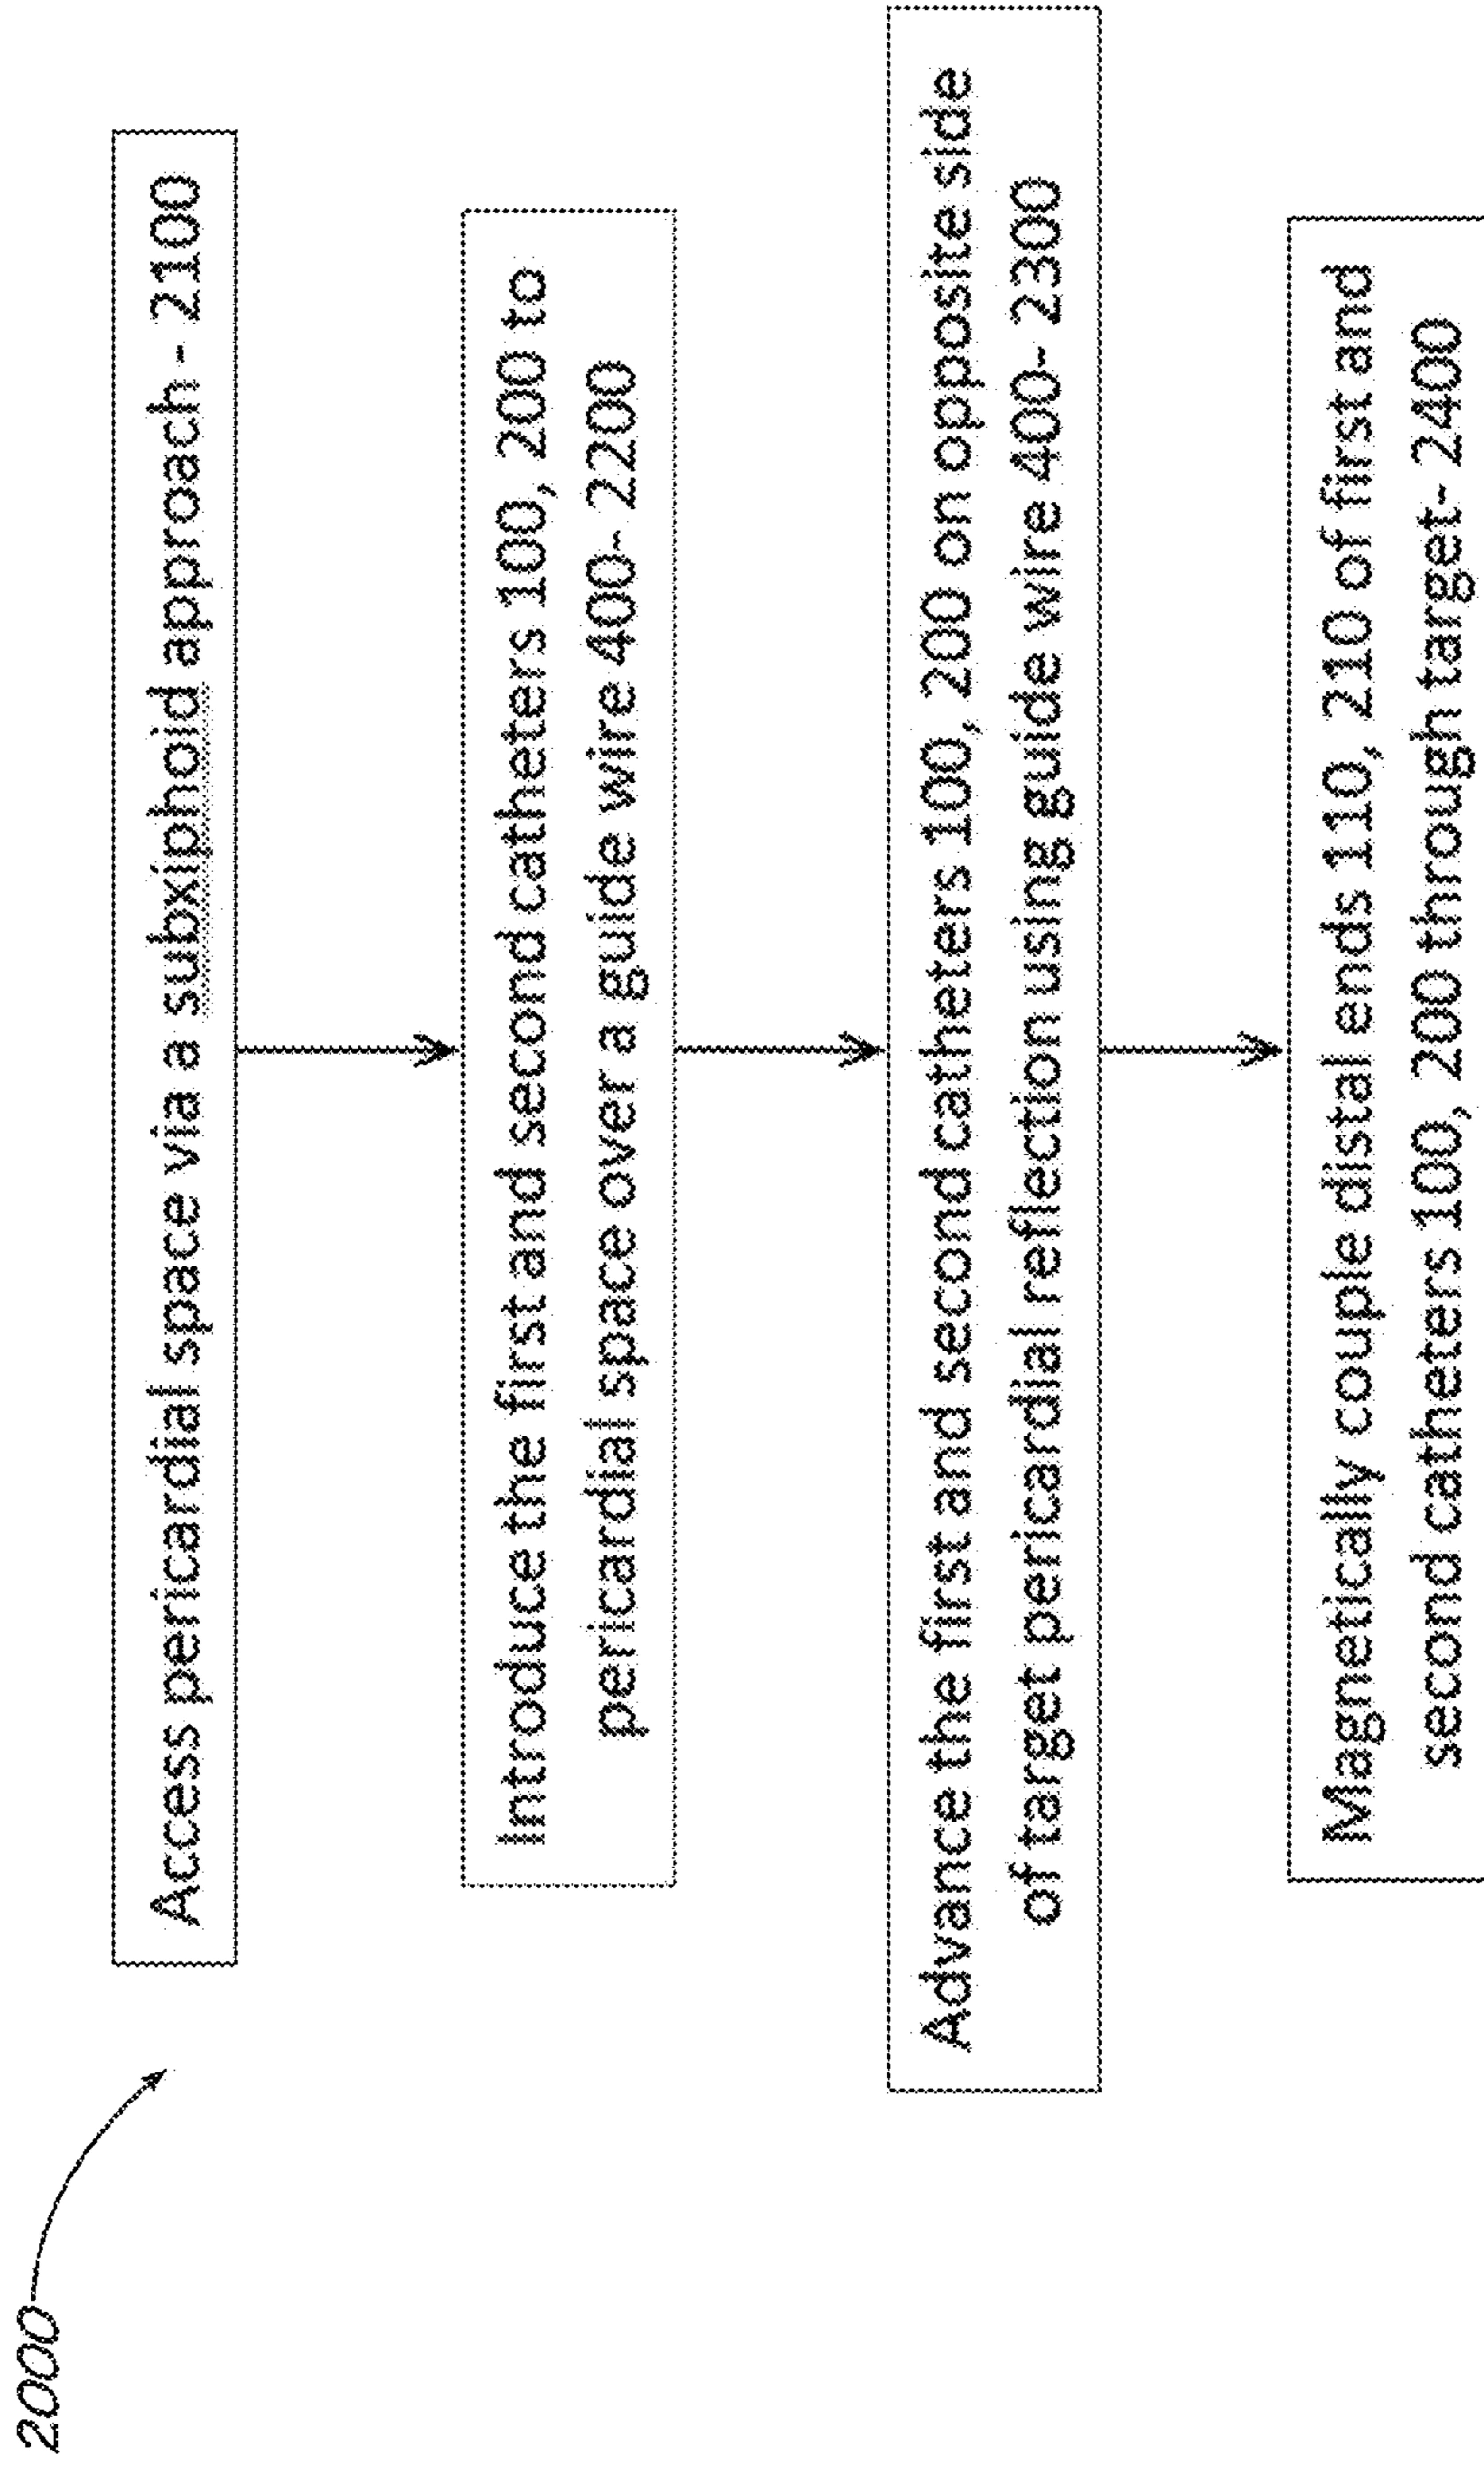 2000
Access pericardial space via a subxiphoid approach - 2100
Introduce the first and second catheters 100, 200 to
pericardial space over a guide wire 400- 2200
Advance the first and second catheters 100, 200 on opposite side
of target pericardial reflection using guide wire 400- 2300
Magnetically couple distal ends 110, 210 of first and
second catheters 100, 200 through target- 2400